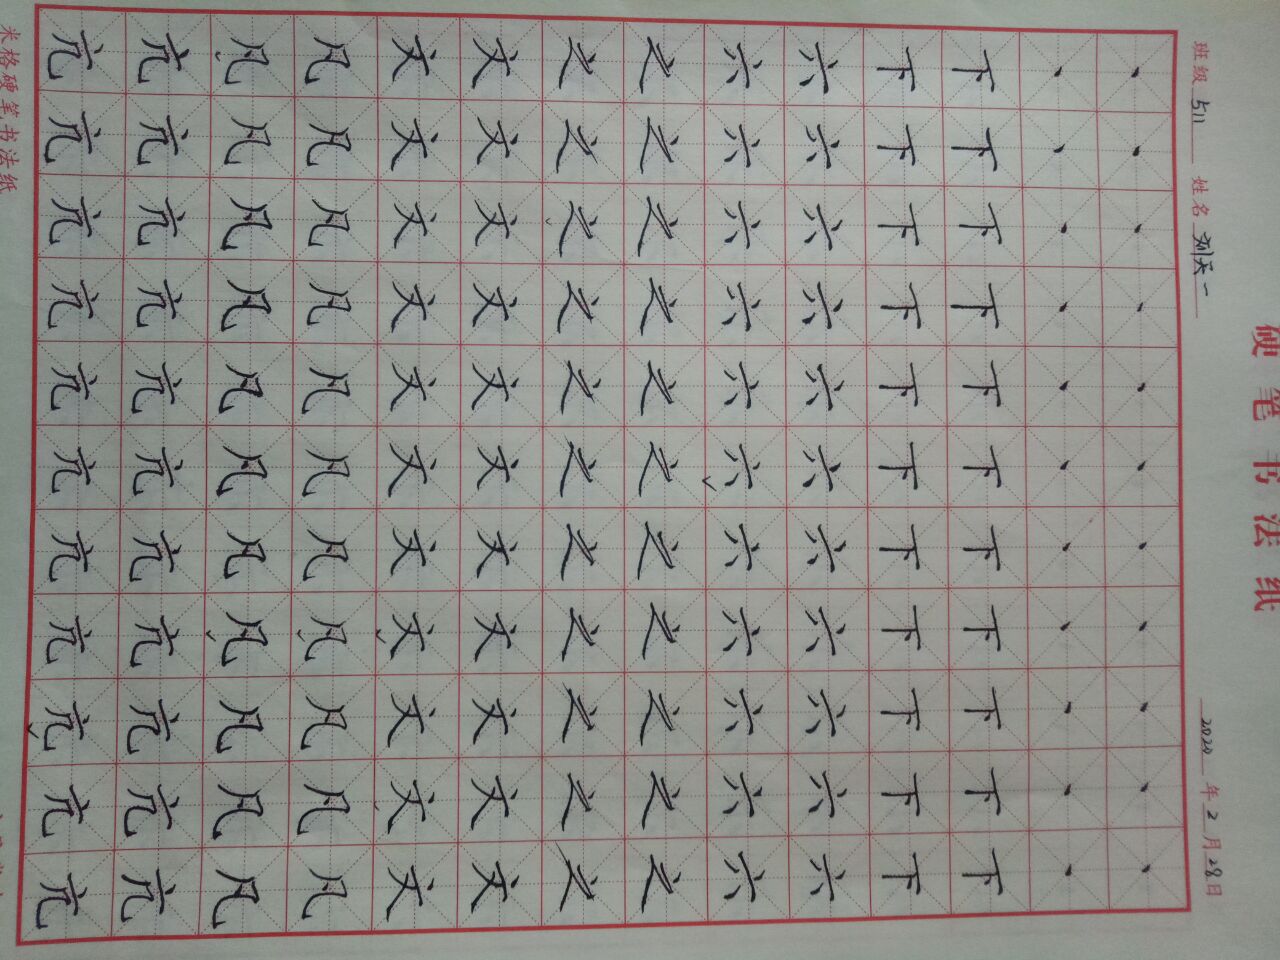 硬笔书法纸
班级 511 姓名 刘天一 2020 年 2 月 28 日
丶丶丶丶丶丶丶丶丶丶丶
丶丶丶丶丶丶丶丶丶丶丶
下下下下下下下下下下下
下下下下下下下下下下下
六六六六六六六六六六六
六六六六六六六六六六六
之之之之之之之之之之之
之之之之之之之之之之之
文文文文文文文文文文文
文文文文文文文文文文文
凡凡凡凡凡凡凡凡凡凡凡
凡凡凡凡凡凡凡凡凡凡凡
亢亢亢亢亢亢亢亢亢亢亢
亢亢亢亢亢亢亢亢亢亢亢
米格硬笔书法纸